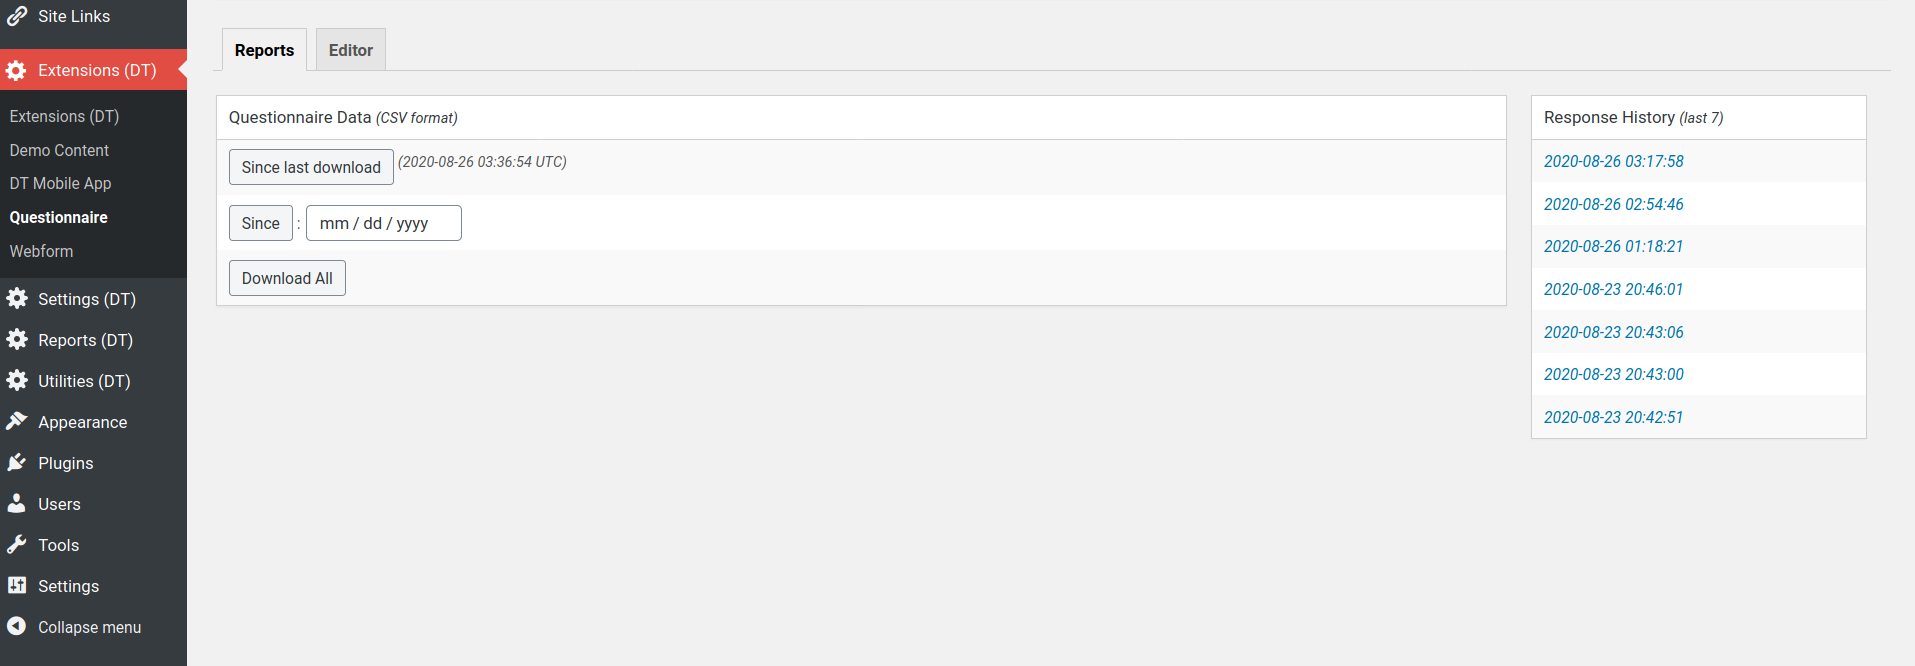 Site Links
Extensions (DT)
Extensions (DT)
Demo Content
DT Mobile App
Questionnaire
Webform
Settings (DT)
Reports (DT)
Utilities (DT)
Appearance
Plugins
Users
Tools
Settings
Collapse menu
Reports
Editor
Questionnaire Data (CSV format)
Since last download (2020-08-26 03:36:54 UTC)
Since : mm / dd / yyyy
Download All
Response History (last 7)
2020-08-26 03:17:58
2020-08-26 02:54:46
2020-08-26 01:18:21
2020-08-23 20:46:01
2020-08-23 20:43:06
2020-08-23 20:43:00
2020-08-23 20:42:51